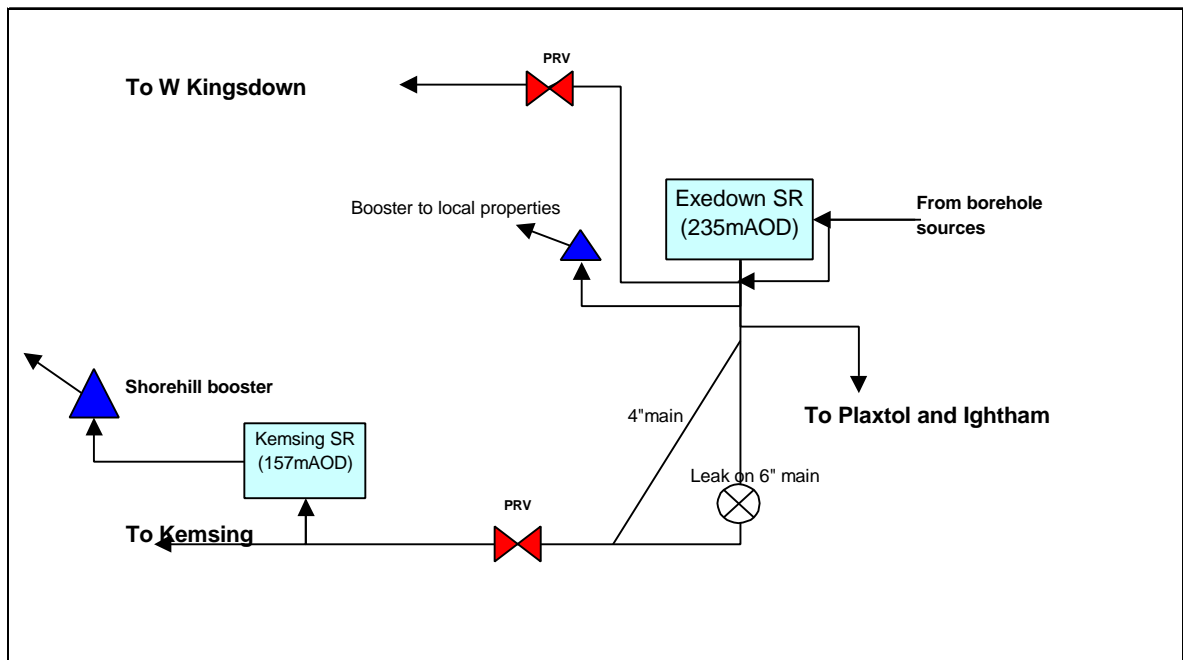 PRV
To W Kingsdown
Exedown SR
(235mAOD)
From borehole
sources
Booster to local properties
Shorehill booster
4"main
To Plaxtol and Ightham
Kemsing SR
(157mAOD)
Leak on 6" main
PRV
To Kemsing